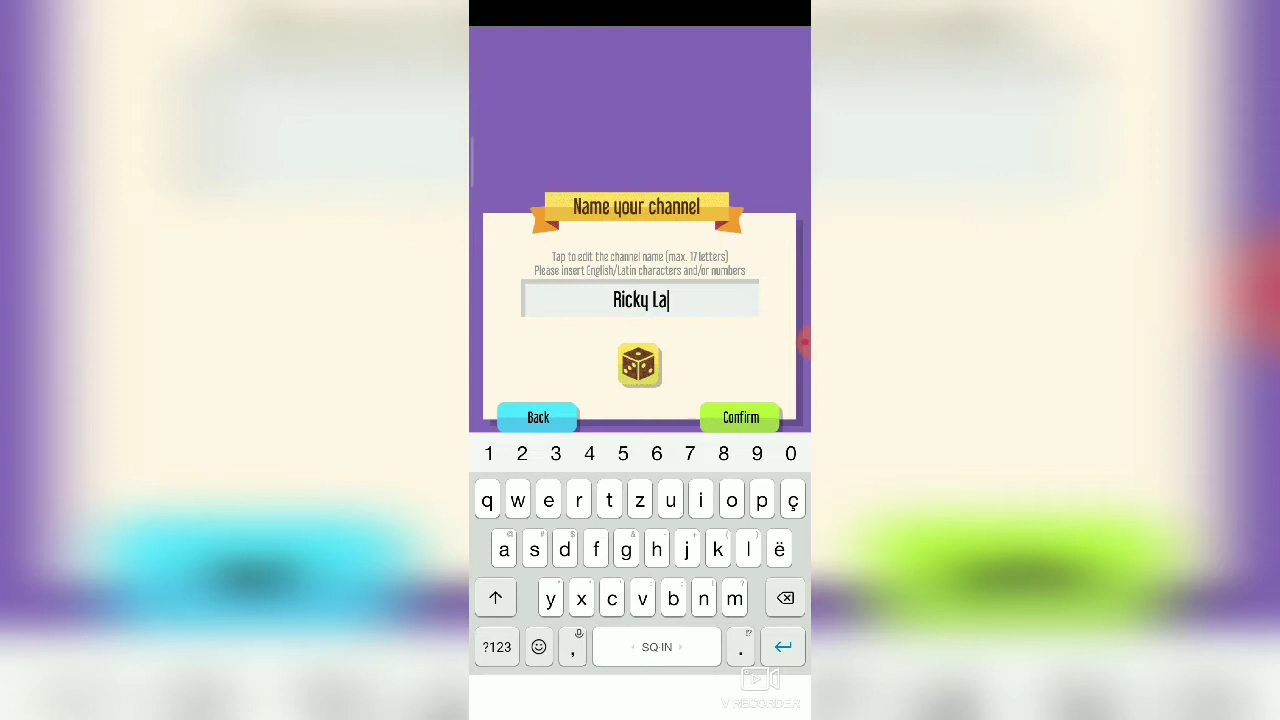 Name your channel
Tap to edit the channel name (max. 17 letters)
Please insert English/Latin characters and/or numbers
Ricky La
Back
Confirm
1 2 3 4 5 6 7 8 9 0
q w e r t z u i o p ç
a s d f g h j k l ë
y x c v b n m
?123 , SQ·IN .
V RECORDER